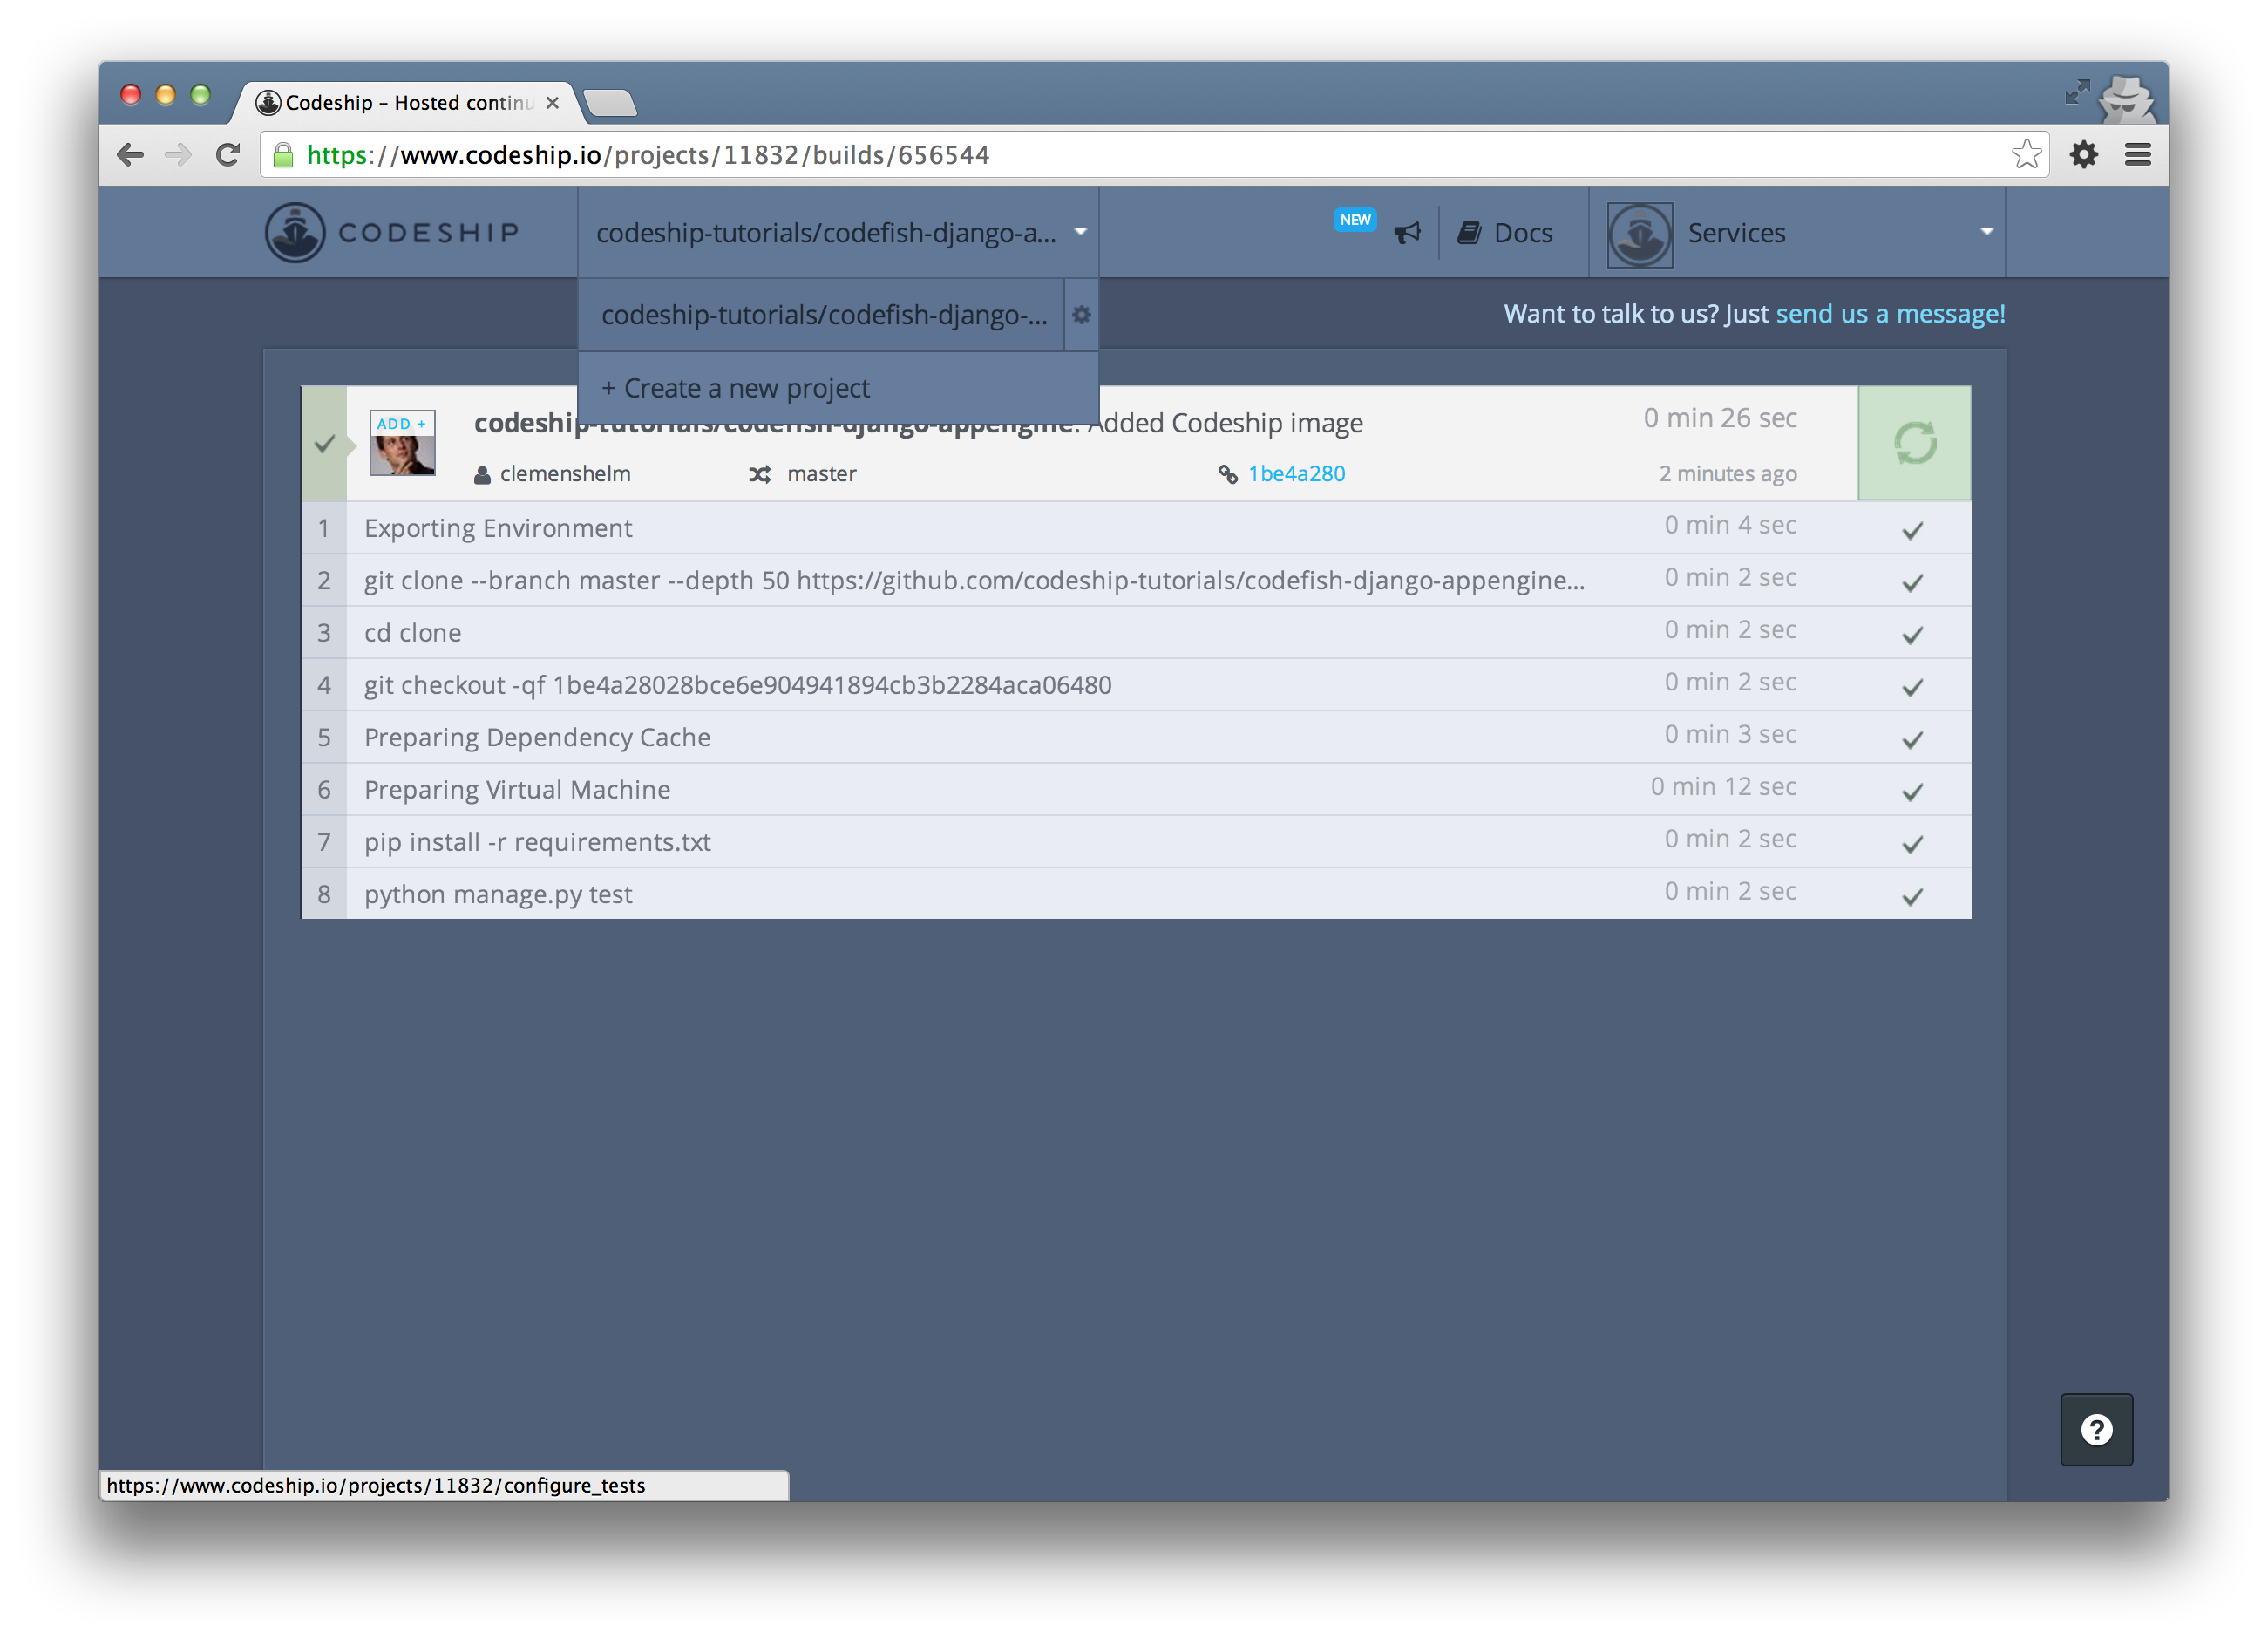 Codeship – Hosted continu
https://www.codeship.io/projects/11832/builds/656544
CODESHIP
codeship-tutorials/codefish-django-a...
NEW
Docs
Services
codeship-tutorials/codefish-django-...
Want to talk to us? Just send us a message!
+ Create a new project
ADD +
codeship-tutorials/codefish-django-appengine: Added Codeship image
0 min 26 sec
clemenshelm
master
1be4a280
2 minutes ago
1 Exporting Environment 0 min 4 sec
2 git clone --branch master --depth 50 https://github.com/codeship-tutorials/codefish-django-appengine... 0 min 2 sec
3 cd clone 0 min 2 sec
4 git checkout -qf 1be4a28028bce6e904941894cb3b2284aca06480 0 min 2 sec
5 Preparing Dependency Cache 0 min 3 sec
6 Preparing Virtual Machine 0 min 12 sec
7 pip install -r requirements.txt 0 min 2 sec
8 python manage.py test 0 min 2 sec
?
https://www.codeship.io/projects/11832/configure_tests